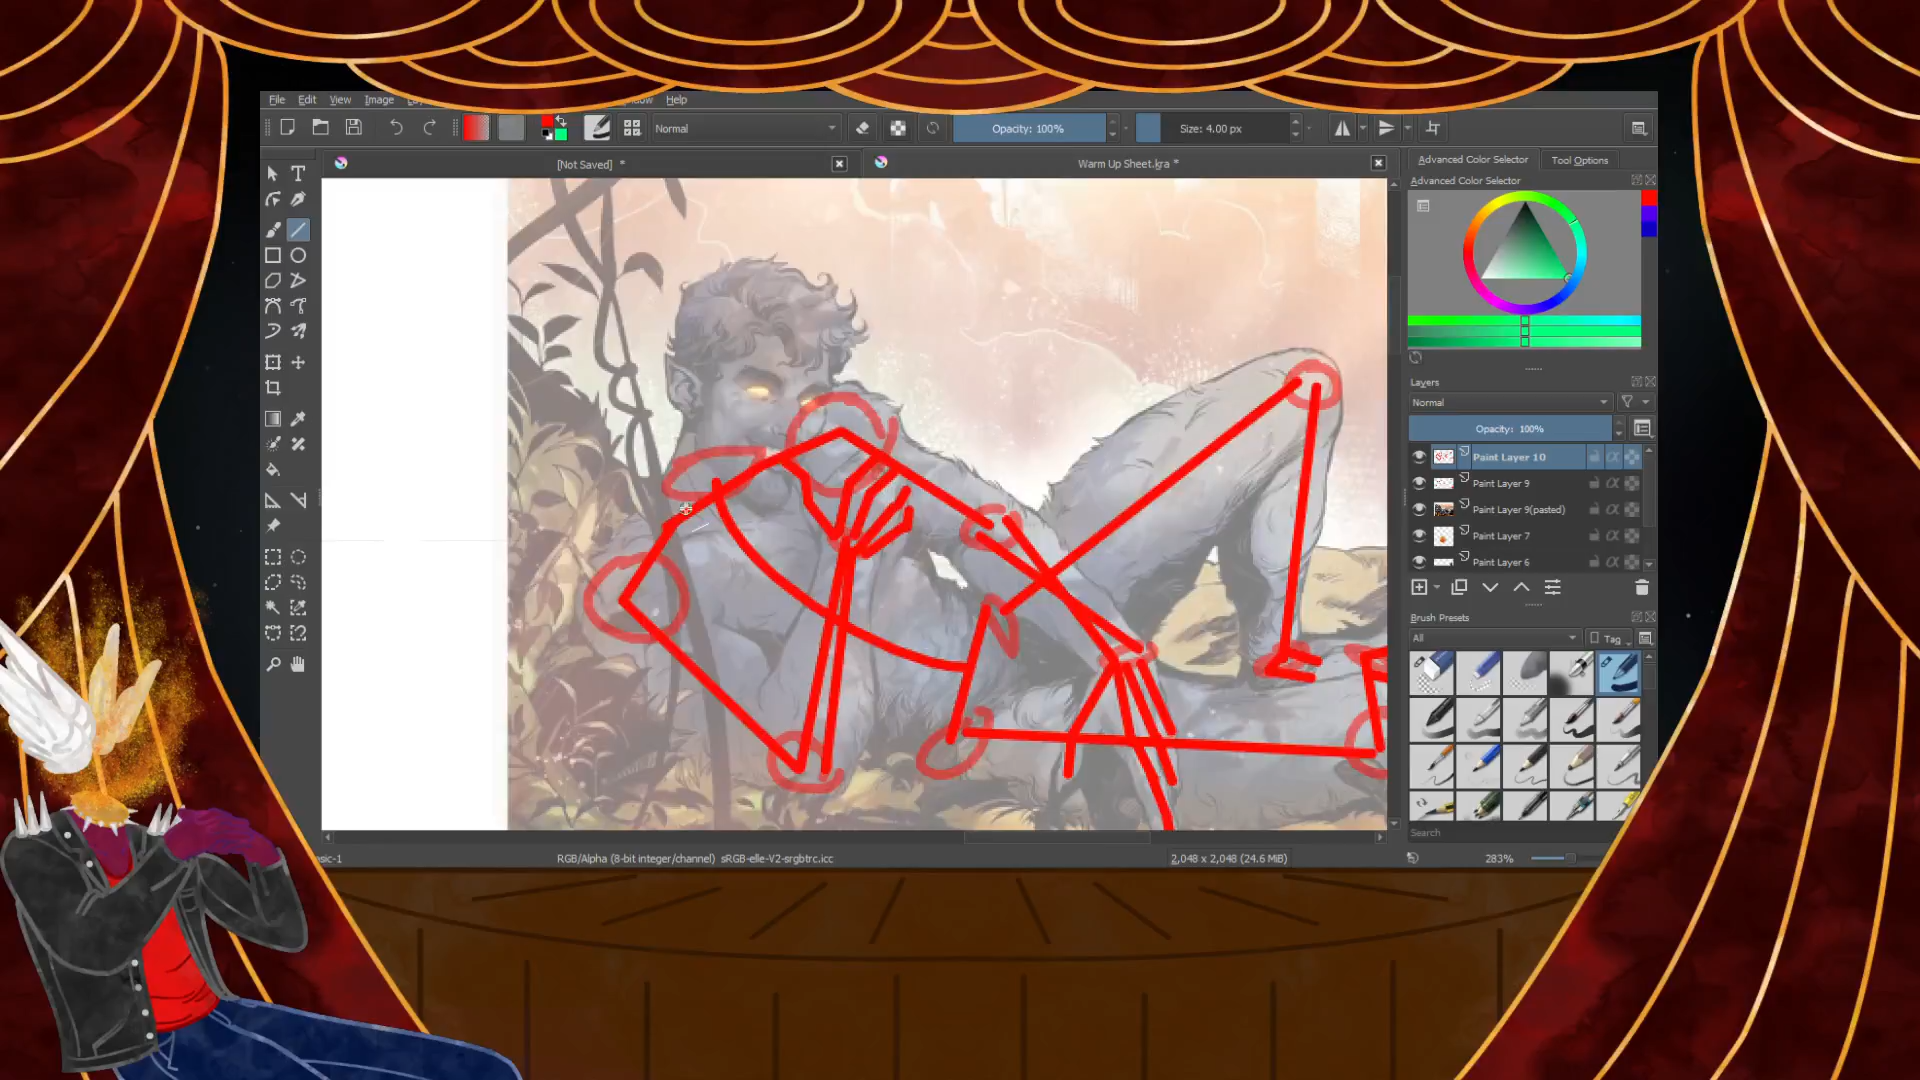 File Edit View Image Help
Normal
Opacity: 100%
Size: 4.00 px
[Not Saved] *
Warm Up Sheet.kra *
Advanced Color Selector
Tool Options
Advanced Color Selector
Layers
Normal
Opacity: 100%
Paint Layer 10
Paint Layer 9
Paint Layer 9(pasted)
Paint Layer 7
Paint Layer 6
Brush Presets
All
Tag
Search
RGB/Alpha (8-bit integer/channel) sRGB-elle-V2-srgbtrc.icc
2,048 x 2,048 (24.6 MiB)
283%